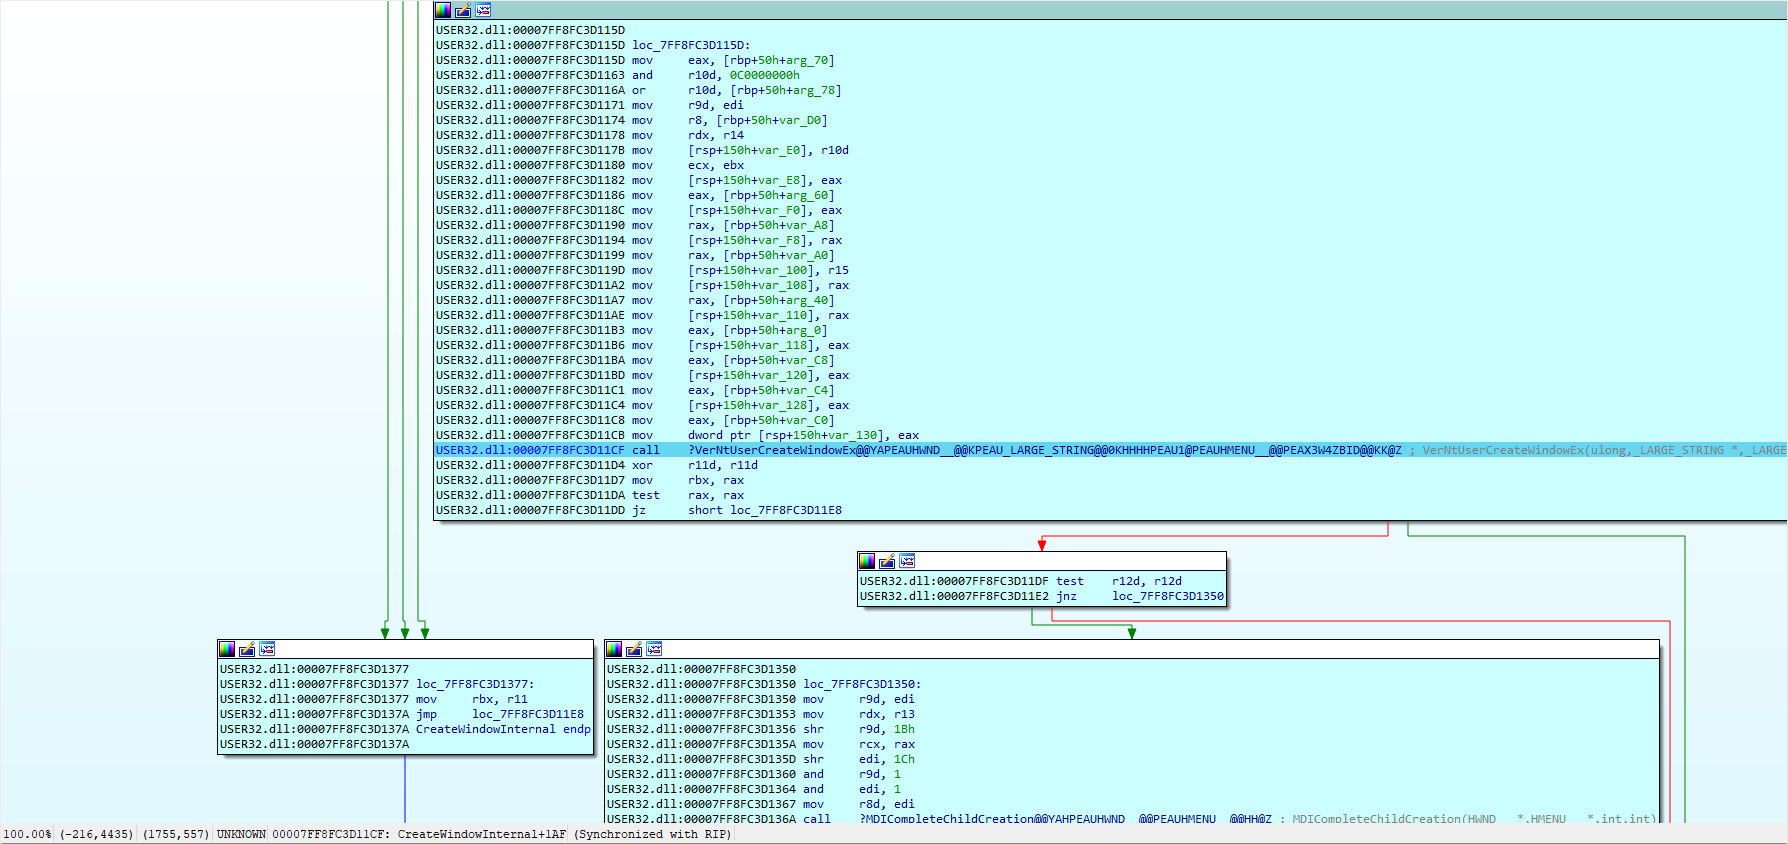 USER32.dll:00007FF8FC3D115D
USER32.dll:00007FF8FC3D115D loc_7FF8FC3D115D:
USER32.dll:00007FF8FC3D115D mov eax, [rbp+50h+arg_70]
USER32.dll:00007FF8FC3D1163 and r10d, 0C0000000h
USER32.dll:00007FF8FC3D116A or r10d, [rbp+50h+arg_78]
USER32.dll:00007FF8FC3D1171 mov r9d, edi
USER32.dll:00007FF8FC3D1174 mov r8, [rbp+50h+var_D0]
USER32.dll:00007FF8FC3D1178 mov rdx, r14
USER32.dll:00007FF8FC3D117B mov [rsp+150h+var_E0], r10d
USER32.dll:00007FF8FC3D1180 mov ecx, ebx
USER32.dll:00007FF8FC3D1182 mov [rsp+150h+var_E8], eax
USER32.dll:00007FF8FC3D1186 mov eax, [rbp+50h+arg_60]
USER32.dll:00007FF8FC3D118C mov [rsp+150h+var_F0], eax
USER32.dll:00007FF8FC3D1190 mov rax, [rbp+50h+var_A8]
USER32.dll:00007FF8FC3D1194 mov [rsp+150h+var_F8], rax
USER32.dll:00007FF8FC3D1199 mov rax, [rbp+50h+var_A0]
USER32.dll:00007FF8FC3D119D mov [rsp+150h+var_100], r15
USER32.dll:00007FF8FC3D11A2 mov [rsp+150h+var_108], rax
USER32.dll:00007FF8FC3D11A7 mov rax, [rbp+50h+arg_40]
USER32.dll:00007FF8FC3D11AE mov [rsp+150h+var_110], rax
USER32.dll:00007FF8FC3D11B3 mov eax, [rbp+50h+arg_0]
USER32.dll:00007FF8FC3D11B6 mov [rsp+150h+var_118], eax
USER32.dll:00007FF8FC3D11BA mov eax, [rbp+50h+var_C8]
USER32.dll:00007FF8FC3D11BD mov [rsp+150h+var_120], eax
USER32.dll:00007FF8FC3D11C1 mov eax, [rbp+50h+var_C4]
USER32.dll:00007FF8FC3D11C4 mov [rsp+150h+var_128], eax
USER32.dll:00007FF8FC3D11C8 mov eax, [rbp+50h+var_C0]
USER32.dll:00007FF8FC3D11CB mov dword ptr [rsp+150h+var_130], eax
USER32.dll:00007FF8FC3D11CF call ?VerNtUserCreateWindowEx@@YAPEAUHWND__@@KPEAU_LARGE_STRING@@0KHHHHPEAU1@PEAUHMENU__@@PEAX3W4ZBID@@KK@Z ; VerNtUserCreateWindowEx(ulong,_LARGE_STRING *,_LARGE
USER32.dll:00007FF8FC3D11D4 xor r11d, r11d
USER32.dll:00007FF8FC3D11D7 mov rbx, rax
USER32.dll:00007FF8FC3D11DA test rax, rax
USER32.dll:00007FF8FC3D11DD jz short loc_7FF8FC3D11E8
USER32.dll:00007FF8FC3D11DF test r12d, r12d
USER32.dll:00007FF8FC3D11E2 jnz loc_7FF8FC3D1350
USER32.dll:00007FF8FC3D1377
USER32.dll:00007FF8FC3D1377 loc_7FF8FC3D1377:
USER32.dll:00007FF8FC3D1377 mov rbx, r11
USER32.dll:00007FF8FC3D137A jmp loc_7FF8FC3D11E8
USER32.dll:00007FF8FC3D137A CreateWindowInternal endp
USER32.dll:00007FF8FC3D137A
USER32.dll:00007FF8FC3D1350
USER32.dll:00007FF8FC3D1350 loc_7FF8FC3D1350:
USER32.dll:00007FF8FC3D1350 mov r9d, edi
USER32.dll:00007FF8FC3D1353 mov rdx, r13
USER32.dll:00007FF8FC3D1356 shr r9d, 1Bh
USER32.dll:00007FF8FC3D135A mov rcx, rax
USER32.dll:00007FF8FC3D135D shr edi, 1Ch
USER32.dll:00007FF8FC3D1360 and r9d, 1
USER32.dll:00007FF8FC3D1364 and edi, 1
USER32.dll:00007FF8FC3D1367 mov r8d, edi
USER32.dll:00007FF8FC3D136A call ?MDICompleteChildCreation@@YAHPEAUHWND__@@PEAUHMENU__@@HH@Z ; MDICompleteChildCreation(HWND__ *,HMENU__ *,int,int)
100.00% (-216,4435) (1755,557) UNKNOWN 00007FF8FC3D11CF: CreateWindowInternal+1AF (Synchronized with RIP)